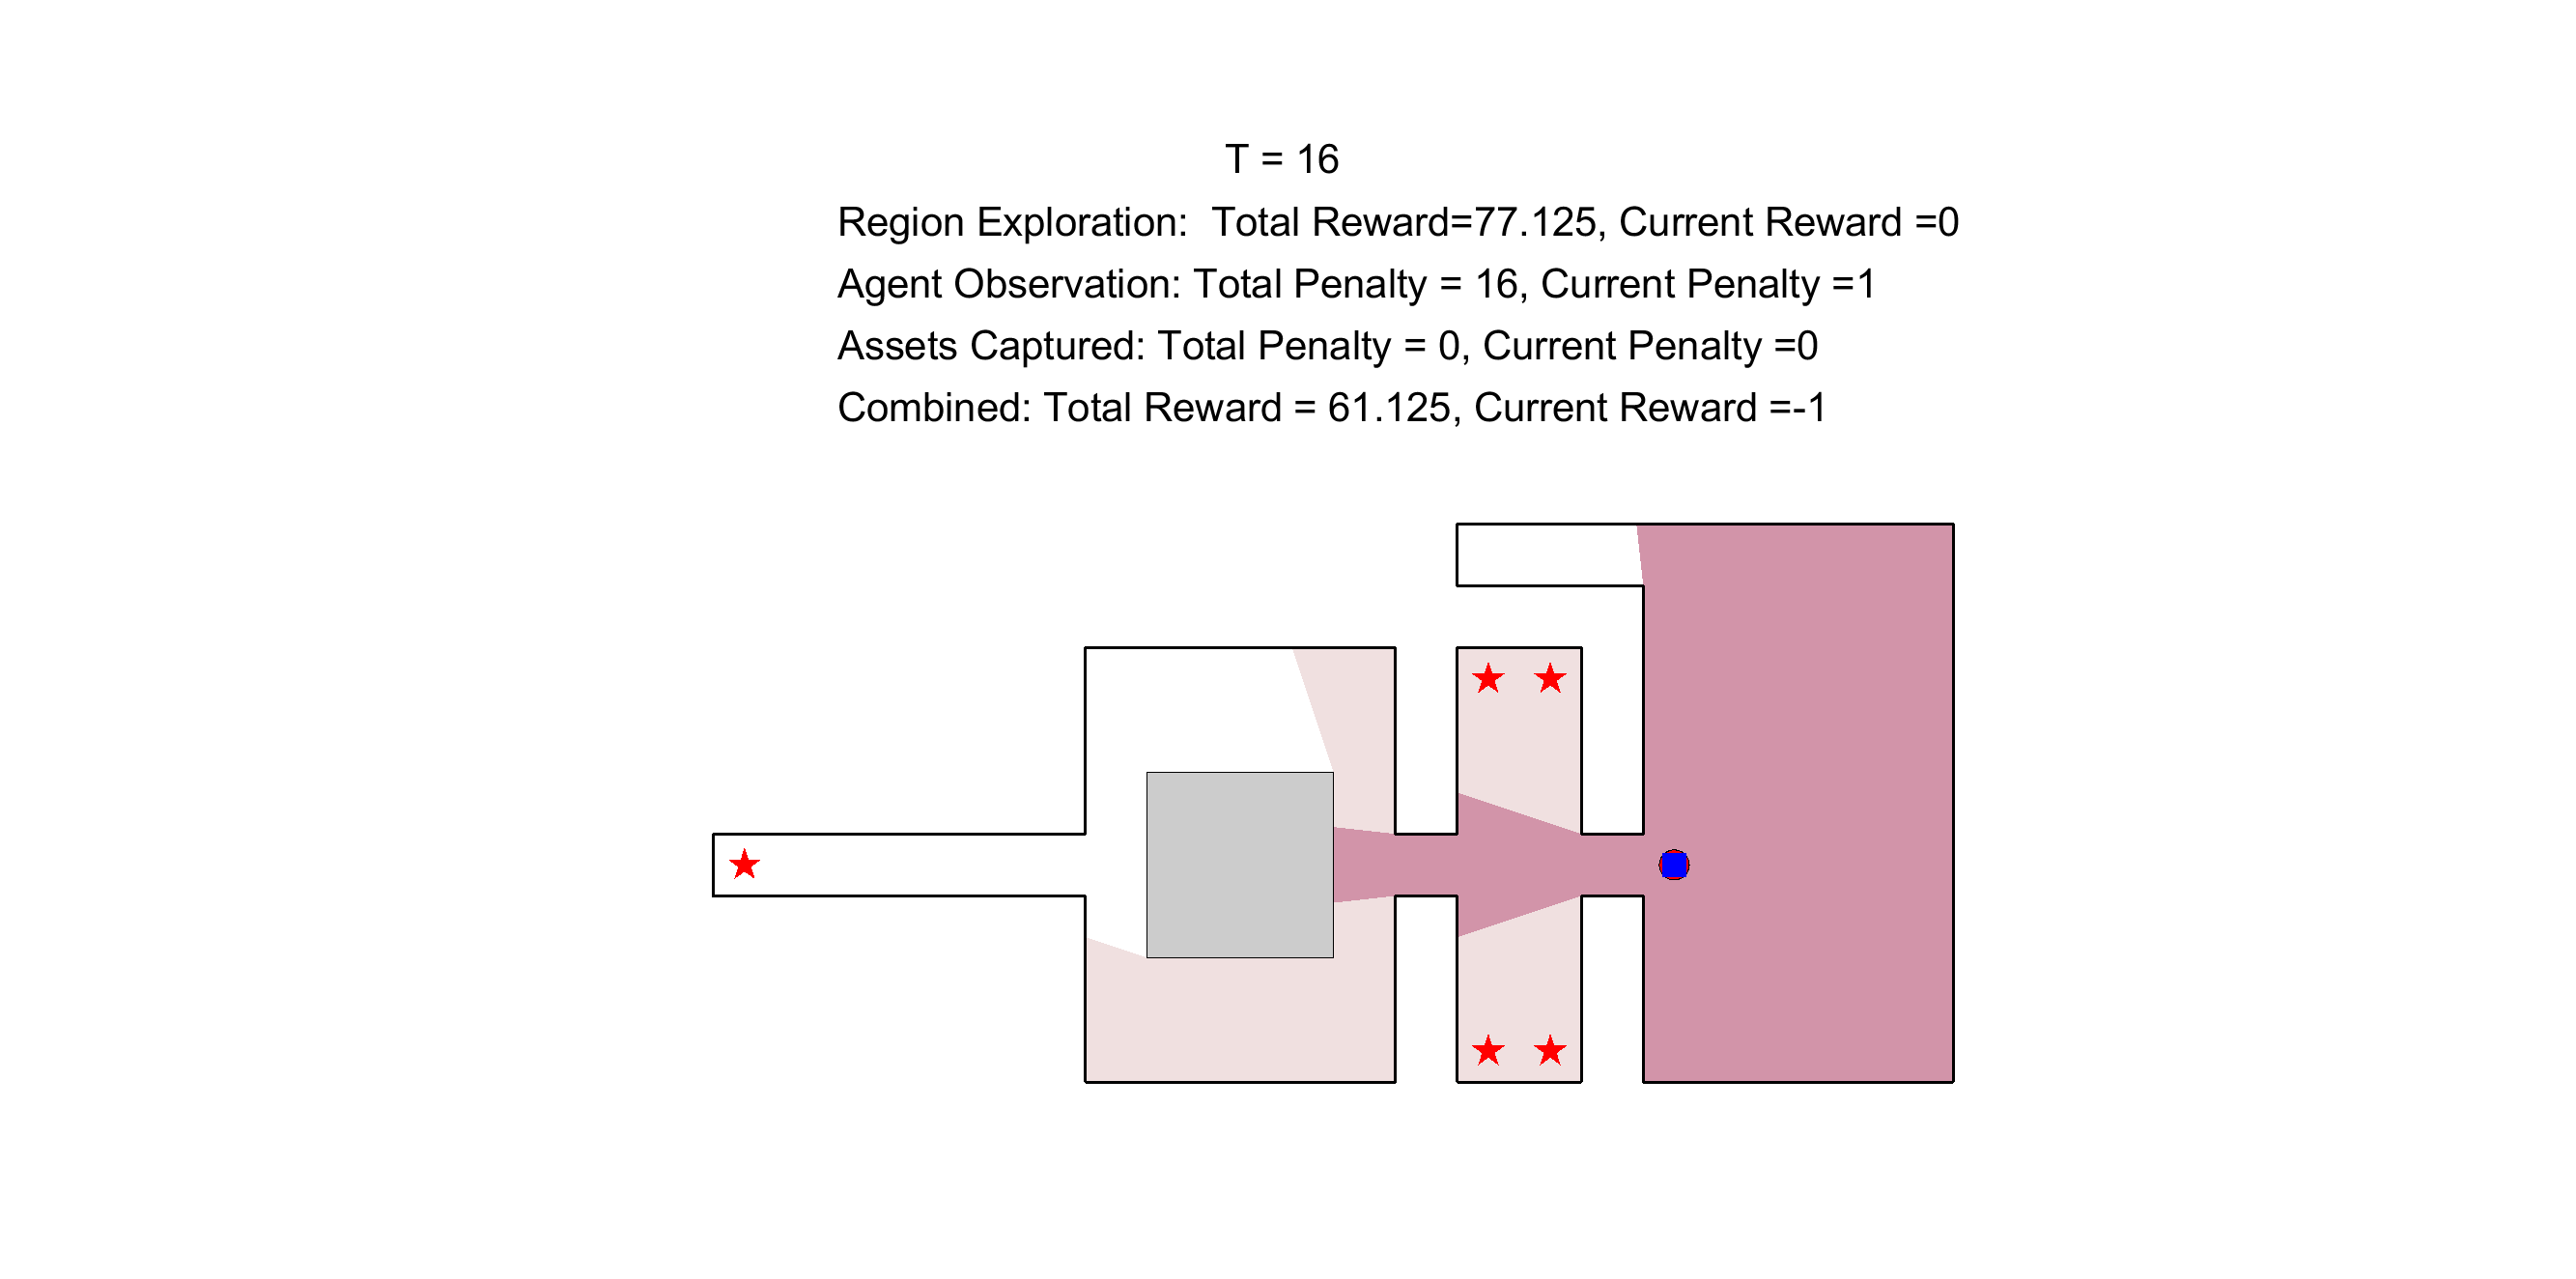 T = 16
Region Exploration:  Total Reward=77.125, Current Reward =0
Agent Observation: Total Penalty = 16, Current Penalty =1
Assets Captured: Total Penalty = 0, Current Penalty =0
Combined: Total Reward = 61.125, Current Reward =-1